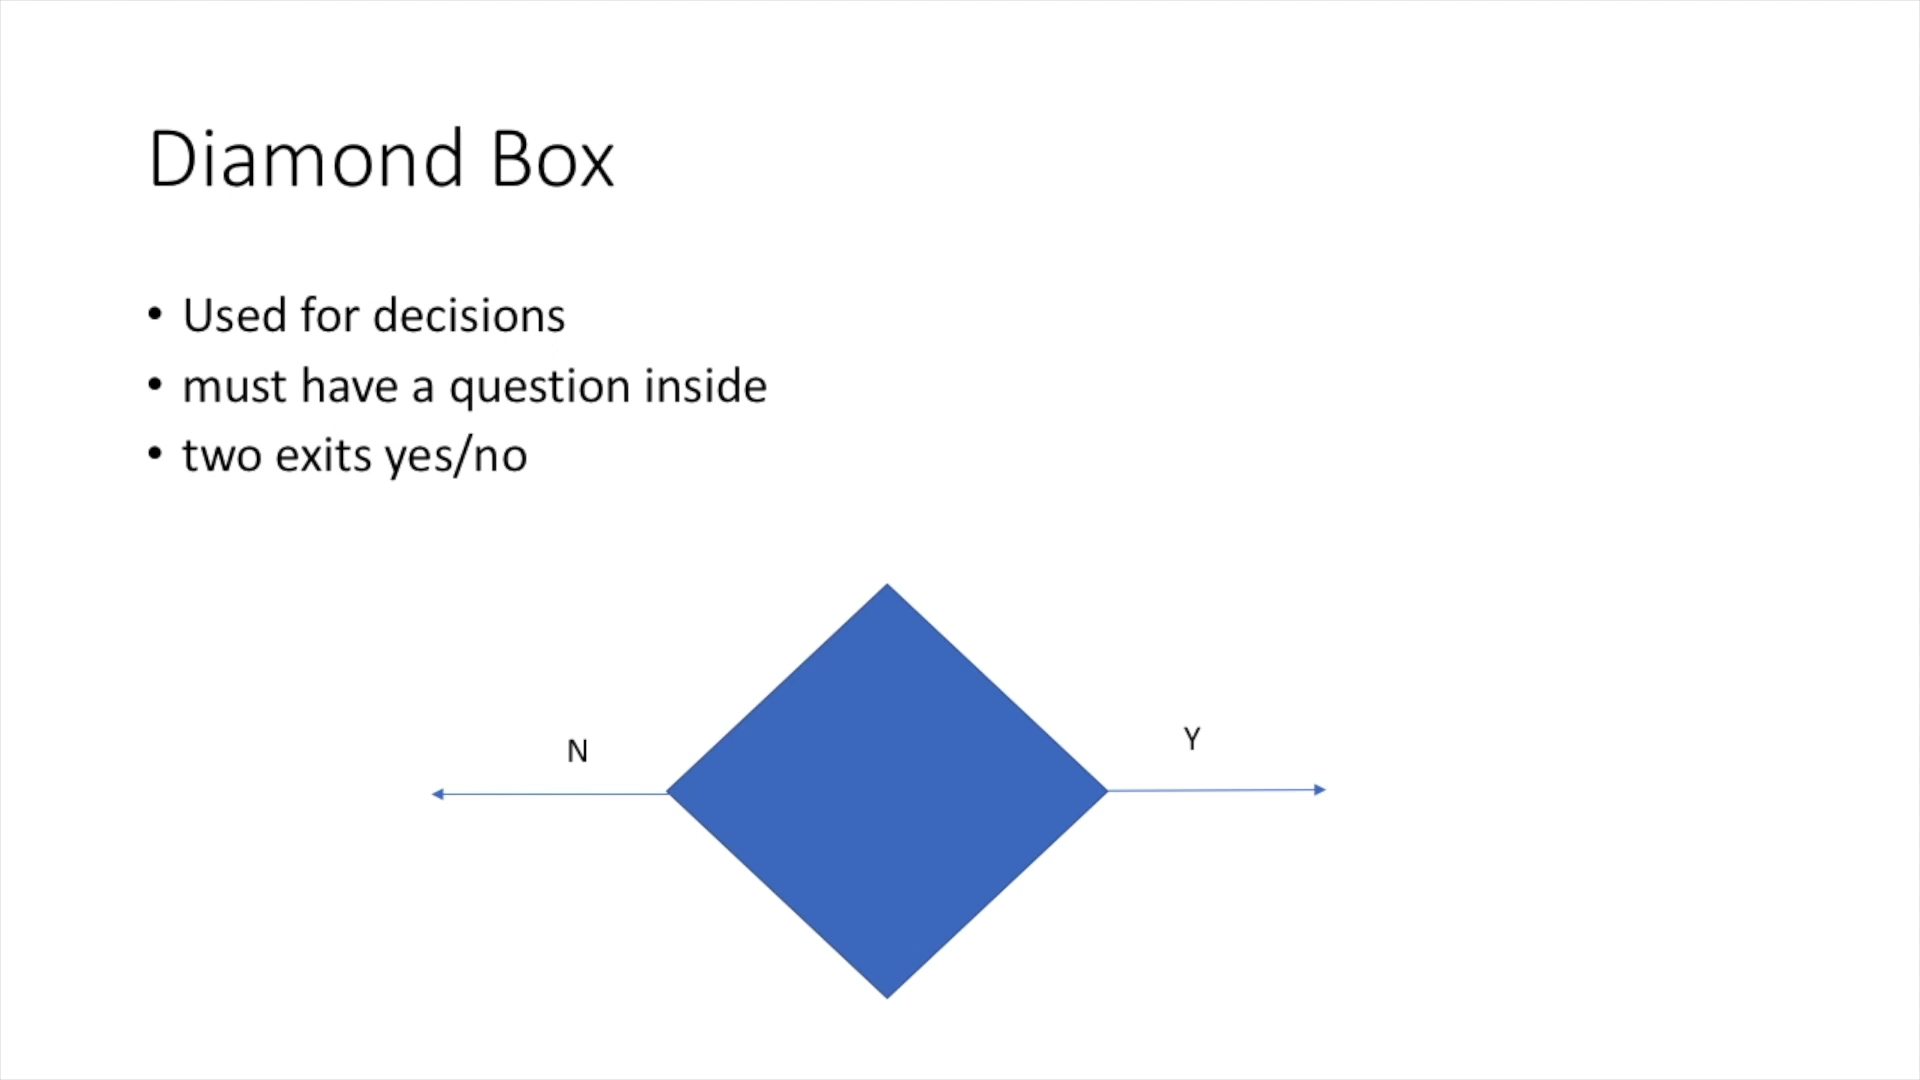 Diamond Box
• Used for decisions
• must have a question inside
• two exits yes/no
N
Y